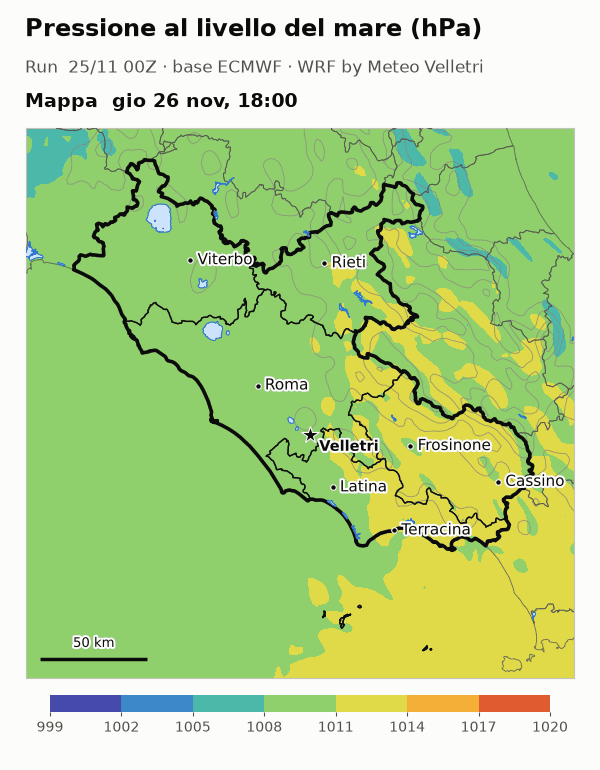 Pressione al livello del mare (hPa)
Run  25/11 00Z · base ECMWF · WRF by Meteo Velletri
Mappa  gio 26 nov, 18:00
Viterbo
Rieti
Roma
Velletri
Frosinone
Cassino
Latina
Terracina
50 km
999 1002 1005 1008 1011 1014 1017 1020